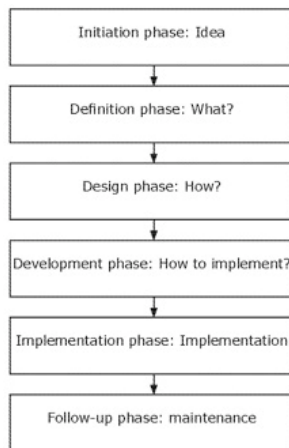 Initiation phase: Idea
Definition phase: What?
Design phase: How?
Development phase: How to implement?
Implementation phase: Implementation
Follow-up phase: maintenance